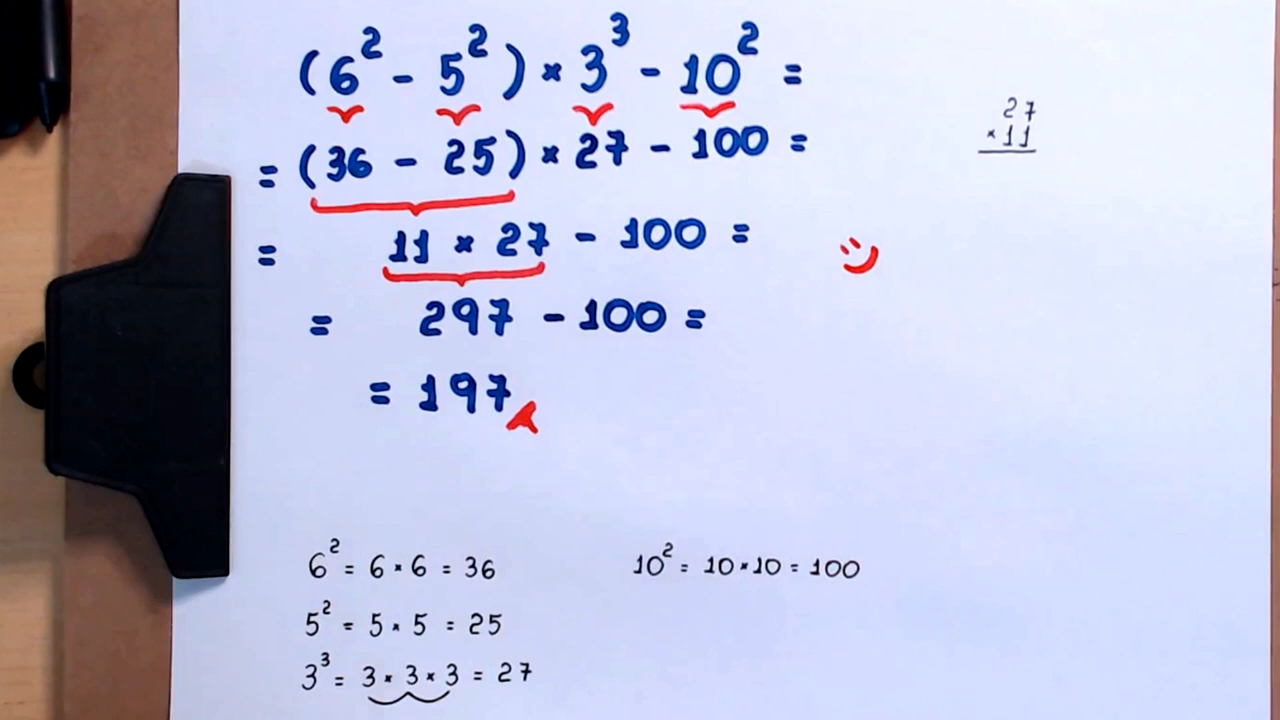 (6² - 5²) × 3³ - 10² =
= (36 - 25) × 27 - 100 =
= 11 × 27 - 100 =
= 297 - 100 =
= 197
27
× 11
6² = 6 × 6 = 36
5² = 5 × 5 = 25
3³ = 3 × 3 × 3 = 27
10² = 10 × 10 = 100